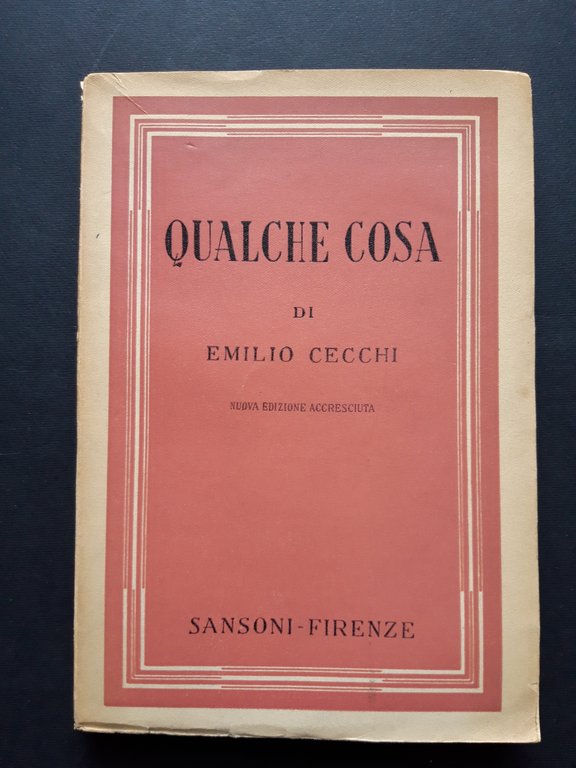 QUALCHE COSA
DI
EMILIO CECCHI
NUOVA EDIZIONE ACCRESCIUTA
SANSONI-FIRENZE